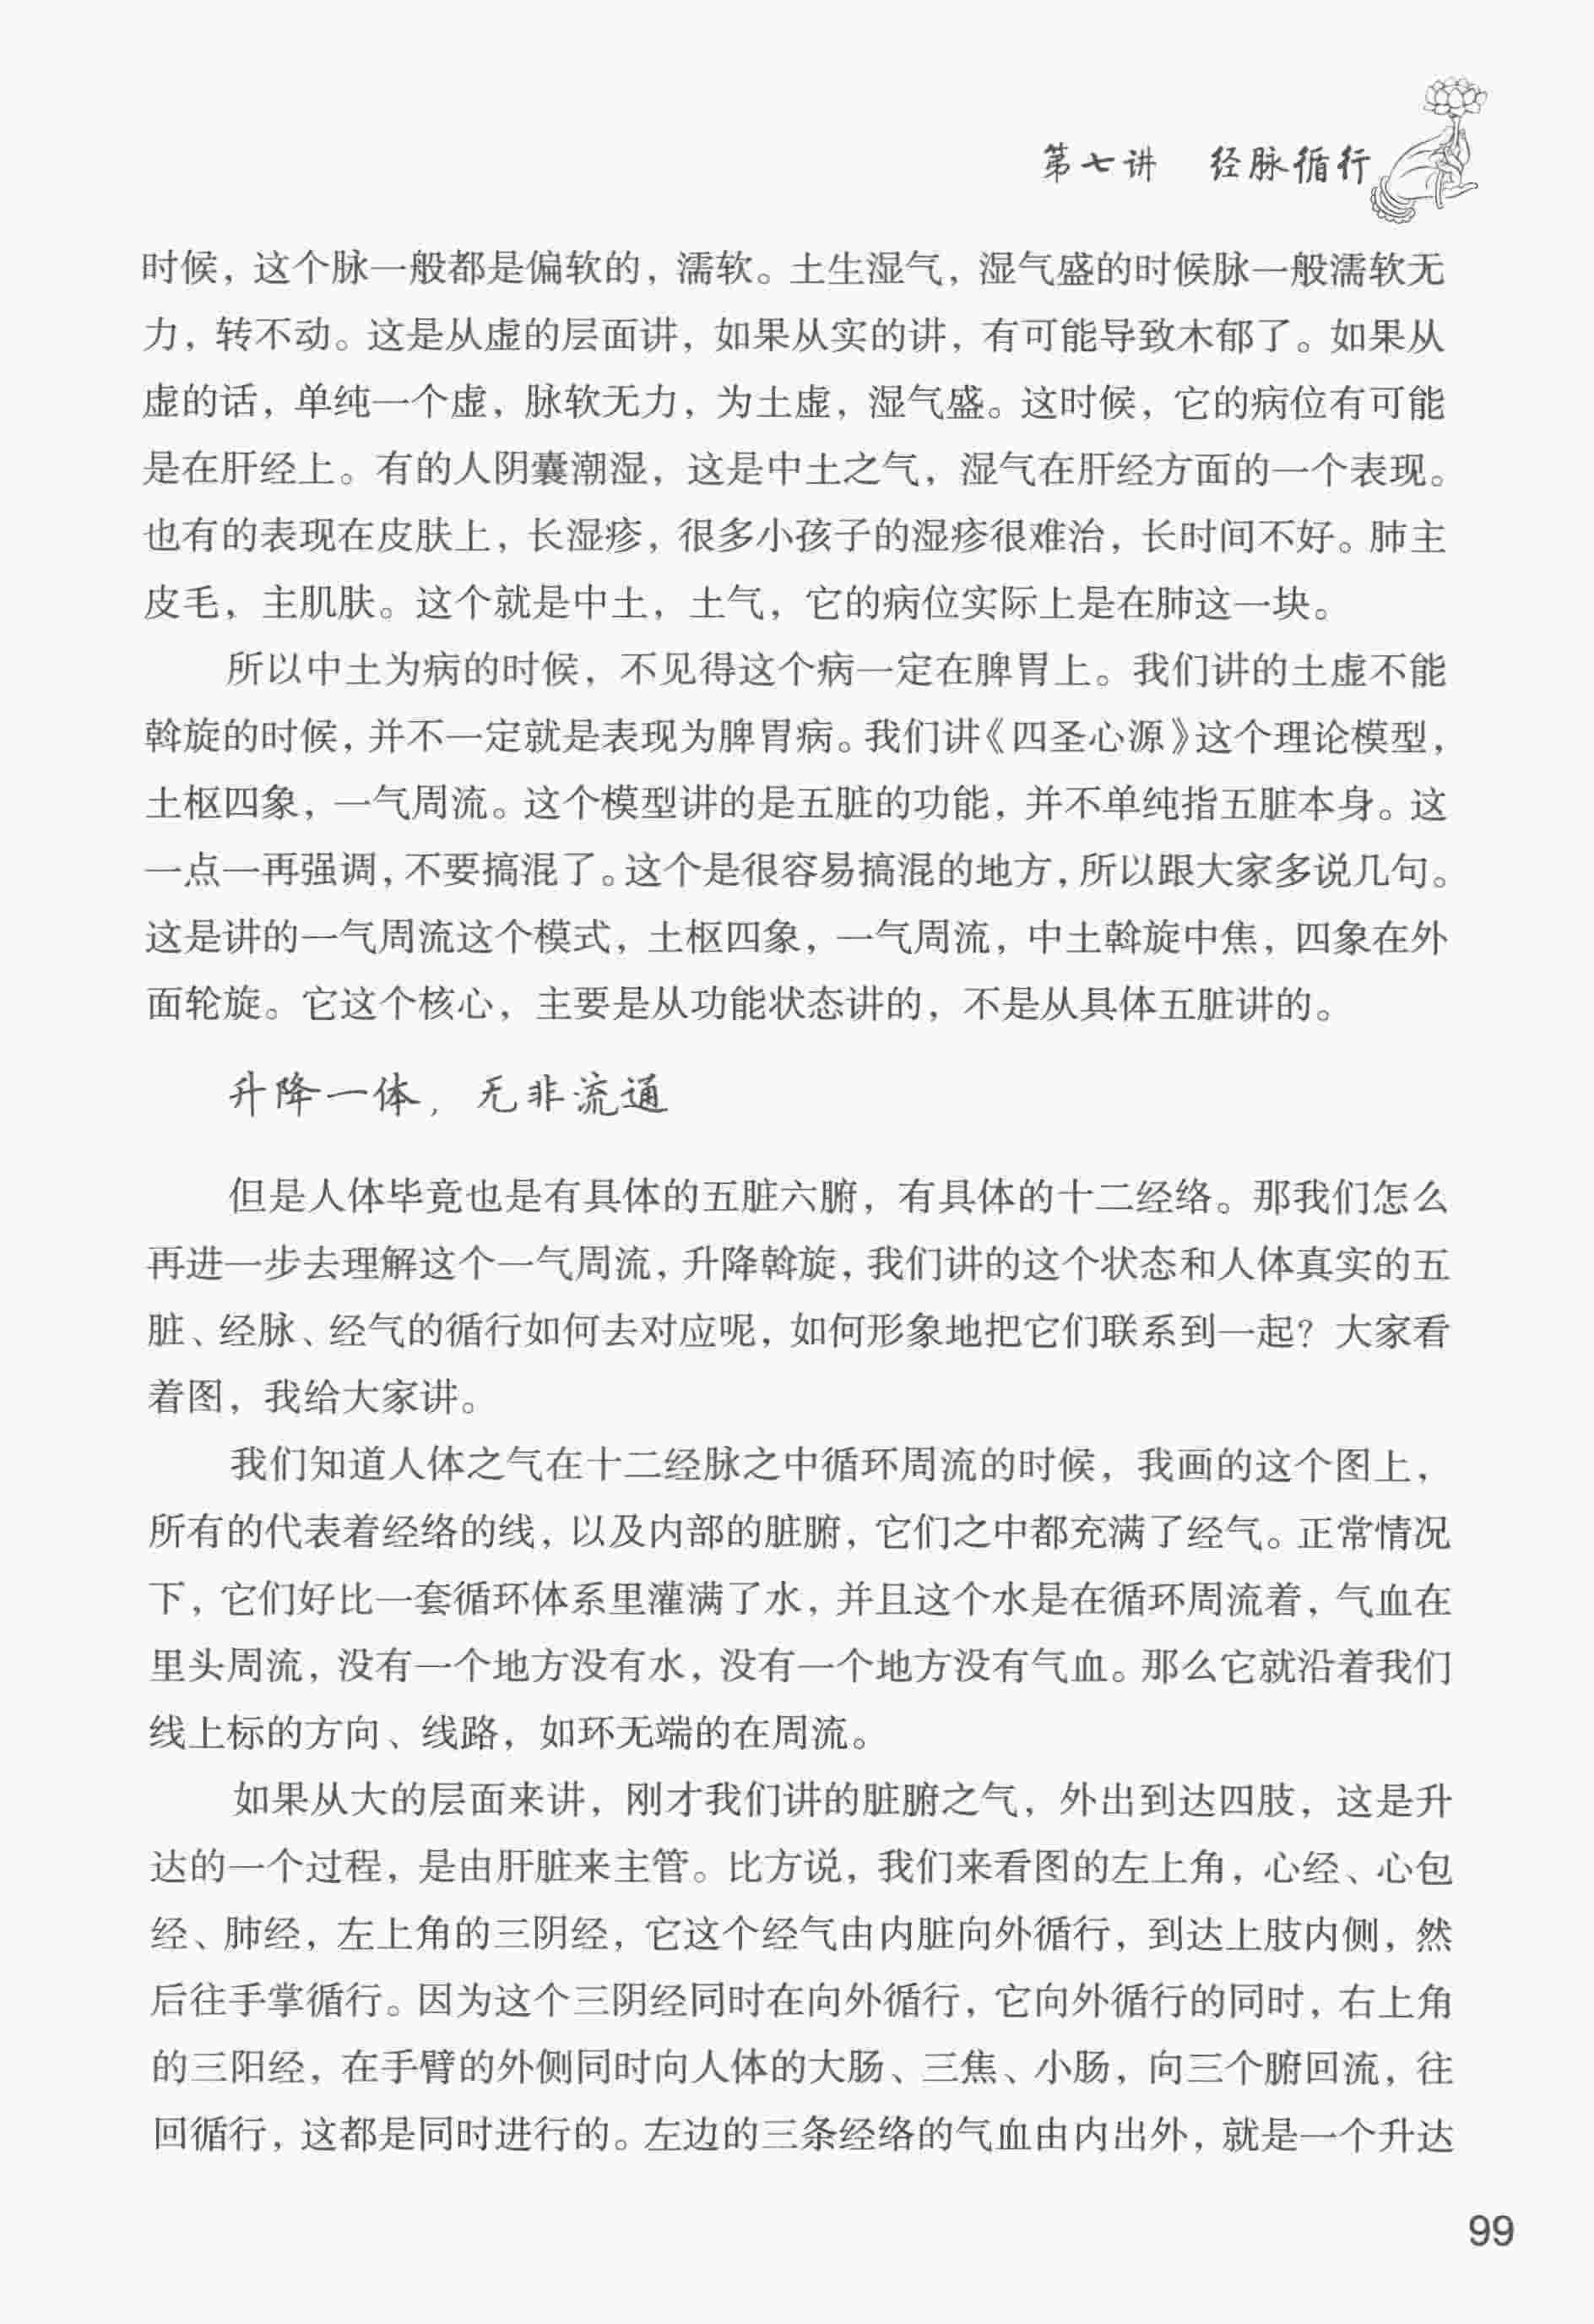 第七讲　经脉循行
时候，这个脉一般都是偏软的，濡软。土生湿气，湿气盛的时候脉一般濡软无
力，转不动。这是从虚的层面讲，如果从实的讲，有可能导致木郁了。如果从
虚的话，单纯一个虚，脉软无力，为土虚，湿气盛。这时候，它的病位有可能
是在肝经上。有的人阴囊潮湿，这是中土之气，湿气在肝经方面的一个表现。
也有的表现在皮肤上，长湿疹，很多小孩子的湿疹很难治，长时间不好。肺主
皮毛，主肌肤。这个就是中土，土气，它的病位实际上是在肺这一块。
所以中土为病的时候，不见得这个病一定在脾胃上。我们讲的土虚不能
斡旋的时候，并不一定就是表现为脾胃病。我们讲《四圣心源》这个理论模型，
土枢四象，一气周流。这个模型讲的是五脏的功能，并不单纯指五脏本身。这
一点一再强调，不要搞混了。这个是很容易搞混的地方，所以跟大家多说几句。
这是讲的一气周流这个模式，土枢四象，一气周流，中土斡旋中焦，四象在外
面轮旋。它这个核心，主要是从功能状态讲的，不是从具体五脏讲的。
升降一体，无非流通
但是人体毕竟也是有具体的五脏六腑，有具体的十二经络。那我们怎么
再进一步去理解这个一气周流，升降斡旋，我们讲的这个状态和人体真实的五
脏、经脉、经气的循行如何去对应呢，如何形象地把它们联系到一起？大家看
着图，我给大家讲。
我们知道人体之气在十二经脉之中循环周流的时候，我画的这个图上，
所有的代表着经络的线，以及内部的脏腑，它们之中都充满了经气。正常情况
下，它们好比一套循环体系里灌满了水，并且这个水是在循环周流着，气血在
里头周流，没有一个地方没有水，没有一个地方没有气血。那么它就沿着我们
线上标的方向、线路，如环无端的在周流。
如果从大的层面来讲，刚才我们讲的脏腑之气，外出到达四肢，这是升
达的一个过程，是由肝脏来主管。比方说，我们来看图的左上角，心经、心包
经、肺经，左上角的三阴经，它这个经气由内脏向外循行，到达上肢内侧，然
后往手掌循行。因为这个三阴经同时在向外循行，它向外循行的同时，右上角
的三阳经，在手臂的外侧同时向人体的大肠、三焦、小肠，向三个腑回流，往
回循行，这都是同时进行的。左边的三条经络的气血由内出外，就是一个升达
99